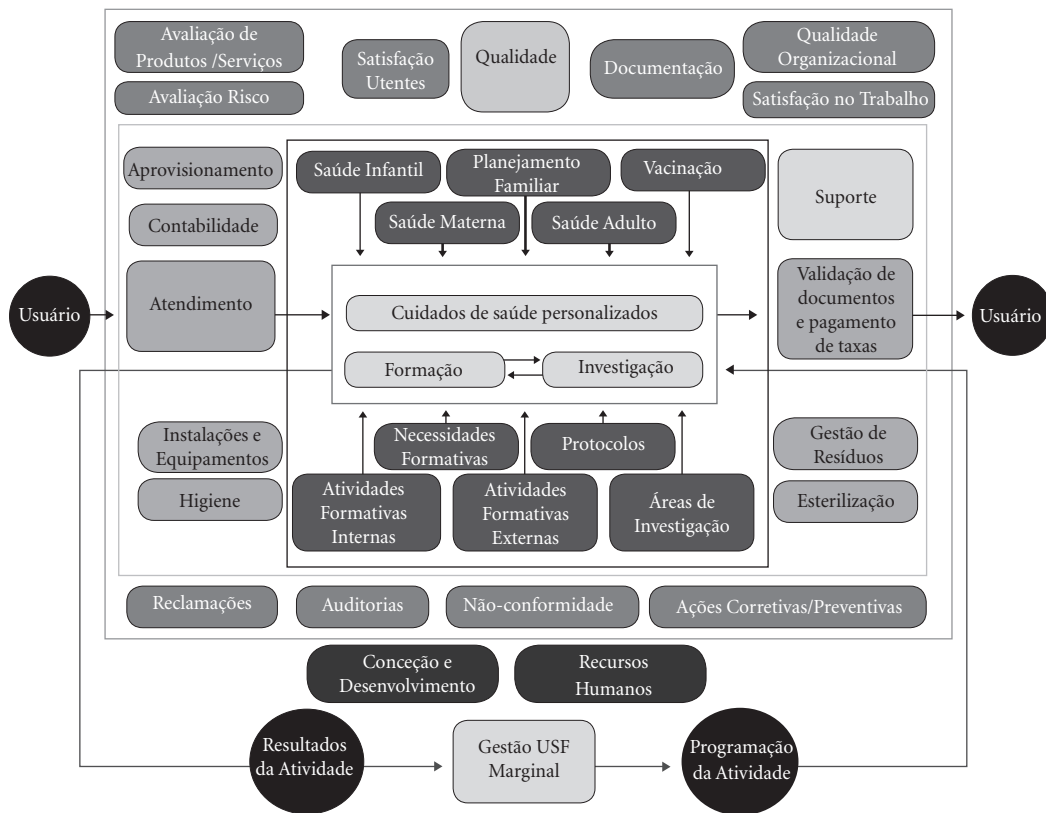 Avaliação de
Produtos /Serviços
Avaliação Risco
Satisfação
Utentes
Qualidade
Documentação
Qualidade
Organizacional
Satisfação no Trabalho
Aprovisionamento
Contabilidade
Atendimento
Saúde Infantil
Planejamento
Familiar
Vacinação
Saúde Materna
Saúde Adulto
Suporte
Validação de
documentos
e pagamento
de taxas
Usuário
Cuidados de saúde personalizados
Formação
Investigação
Usuário
Instalações e
Equipamentos
Higiene
Necessidades
Formativas
Protocolos
Atividades
Formativas
Internas
Atividades
Formativas
Externas
Áreas de
Investigação
Gestão de
Resíduos
Esterilização
Reclamações
Auditorias
Não-conformidade
Ações Corretivas/Preventivas
Conceção e
Desenvolvimento
Recursos
Humanos
Resultados
da Atividade
Gestão USF
Marginal
Programação
da Atividade